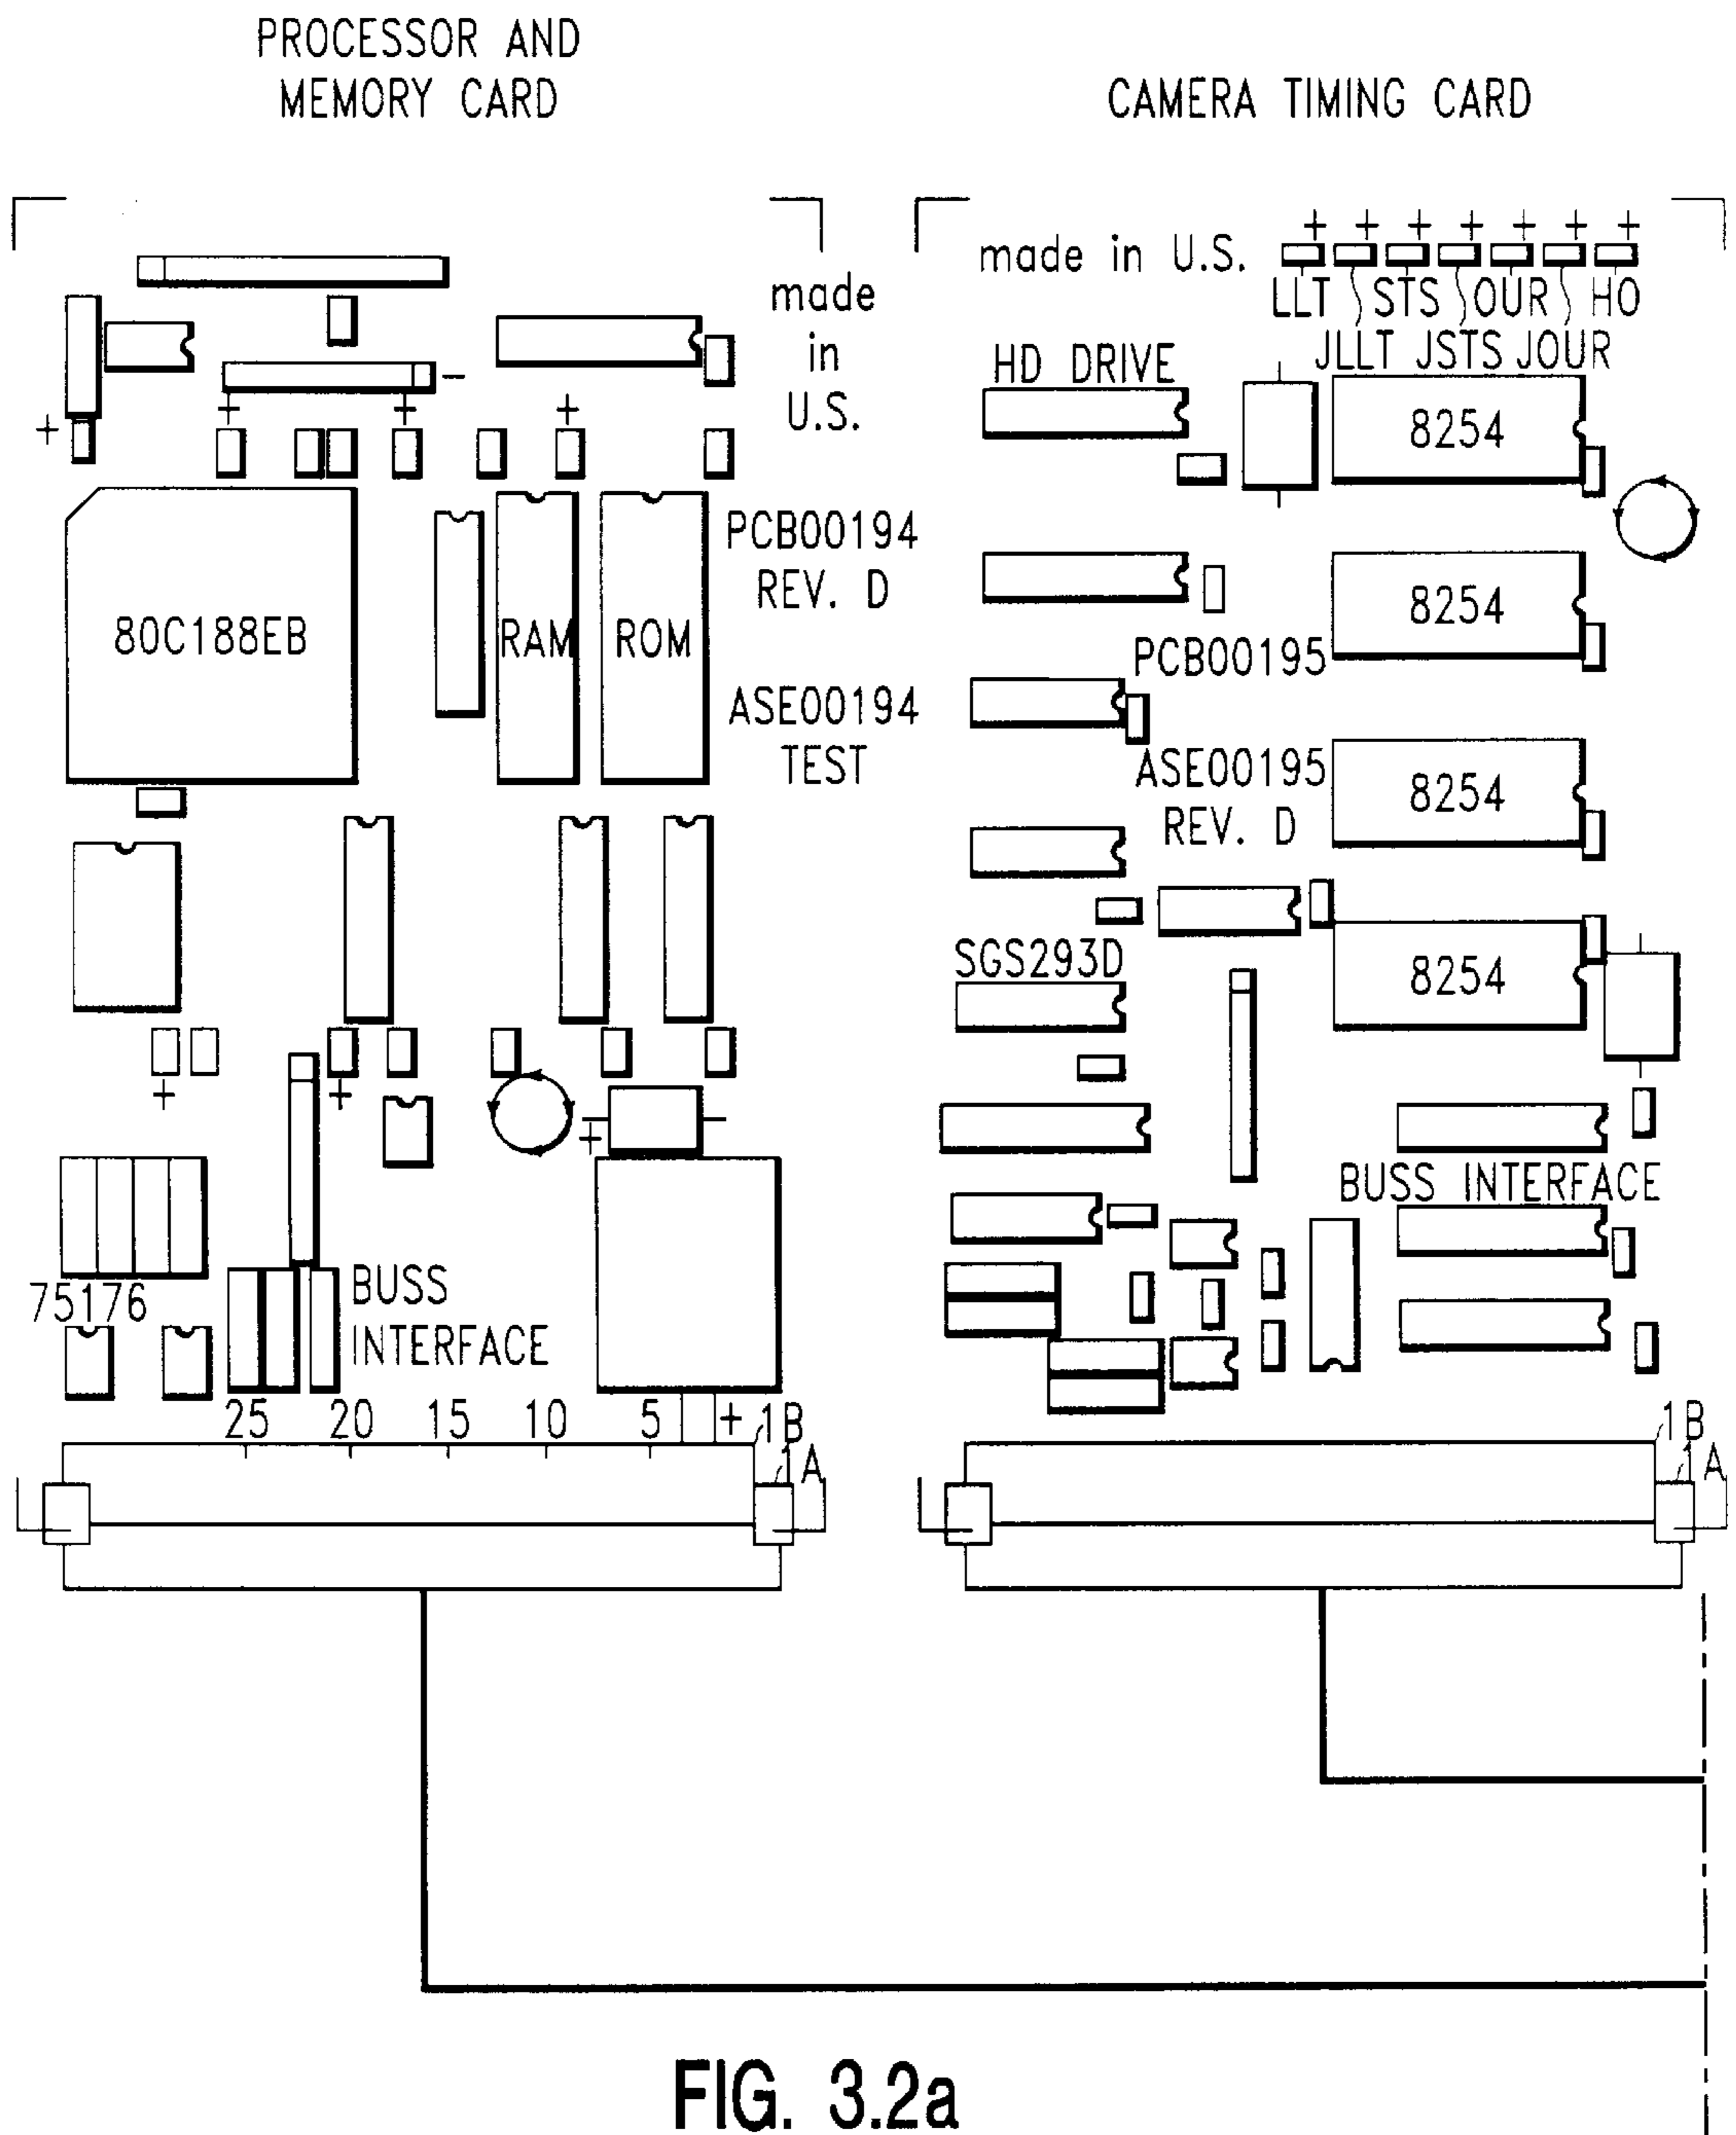 PROCESSOR AND
MEMORY CARD
made
in
U.S.
+
+
+
+
-
80C188EB
RAM
ROM
PCB00194
REV. D
ASE00194
TEST
+
+
+
75176
BUSS
INTERFACE
25 20 15 10 5 + 1B
1A
CAMERA TIMING CARD
made in U.S.
+ + + + + + +
LLT STS OUR HO
JLLT JSTS JOUR
HD DRIVE
8254
8254
PCB00195
ASE00195
REV. D
8254
SGS293D
8254
BUSS INTERFACE
1B
1A
FIG. 3.2a